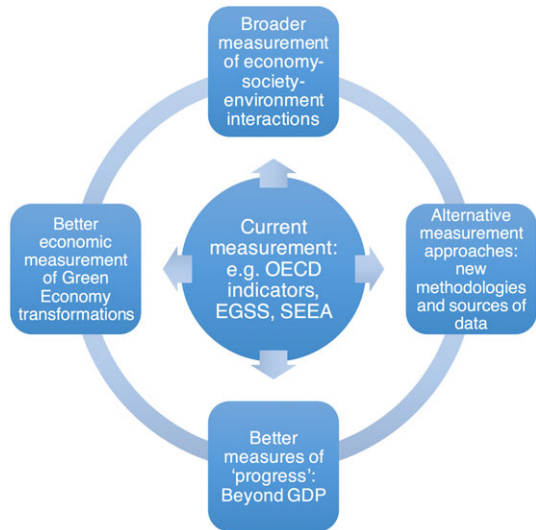 Broader
measurement
of economy-
society-
environment
interactions
Better
economic
measurement
of Green
Economy
transformations
Current
measurement:
e.g. OECD
indicators,
EGSS, SEEA
Alternative
measurement
approaches:
new
methodologies
and sources of
data
Better
measures of
‘progress’:
Beyond GDP